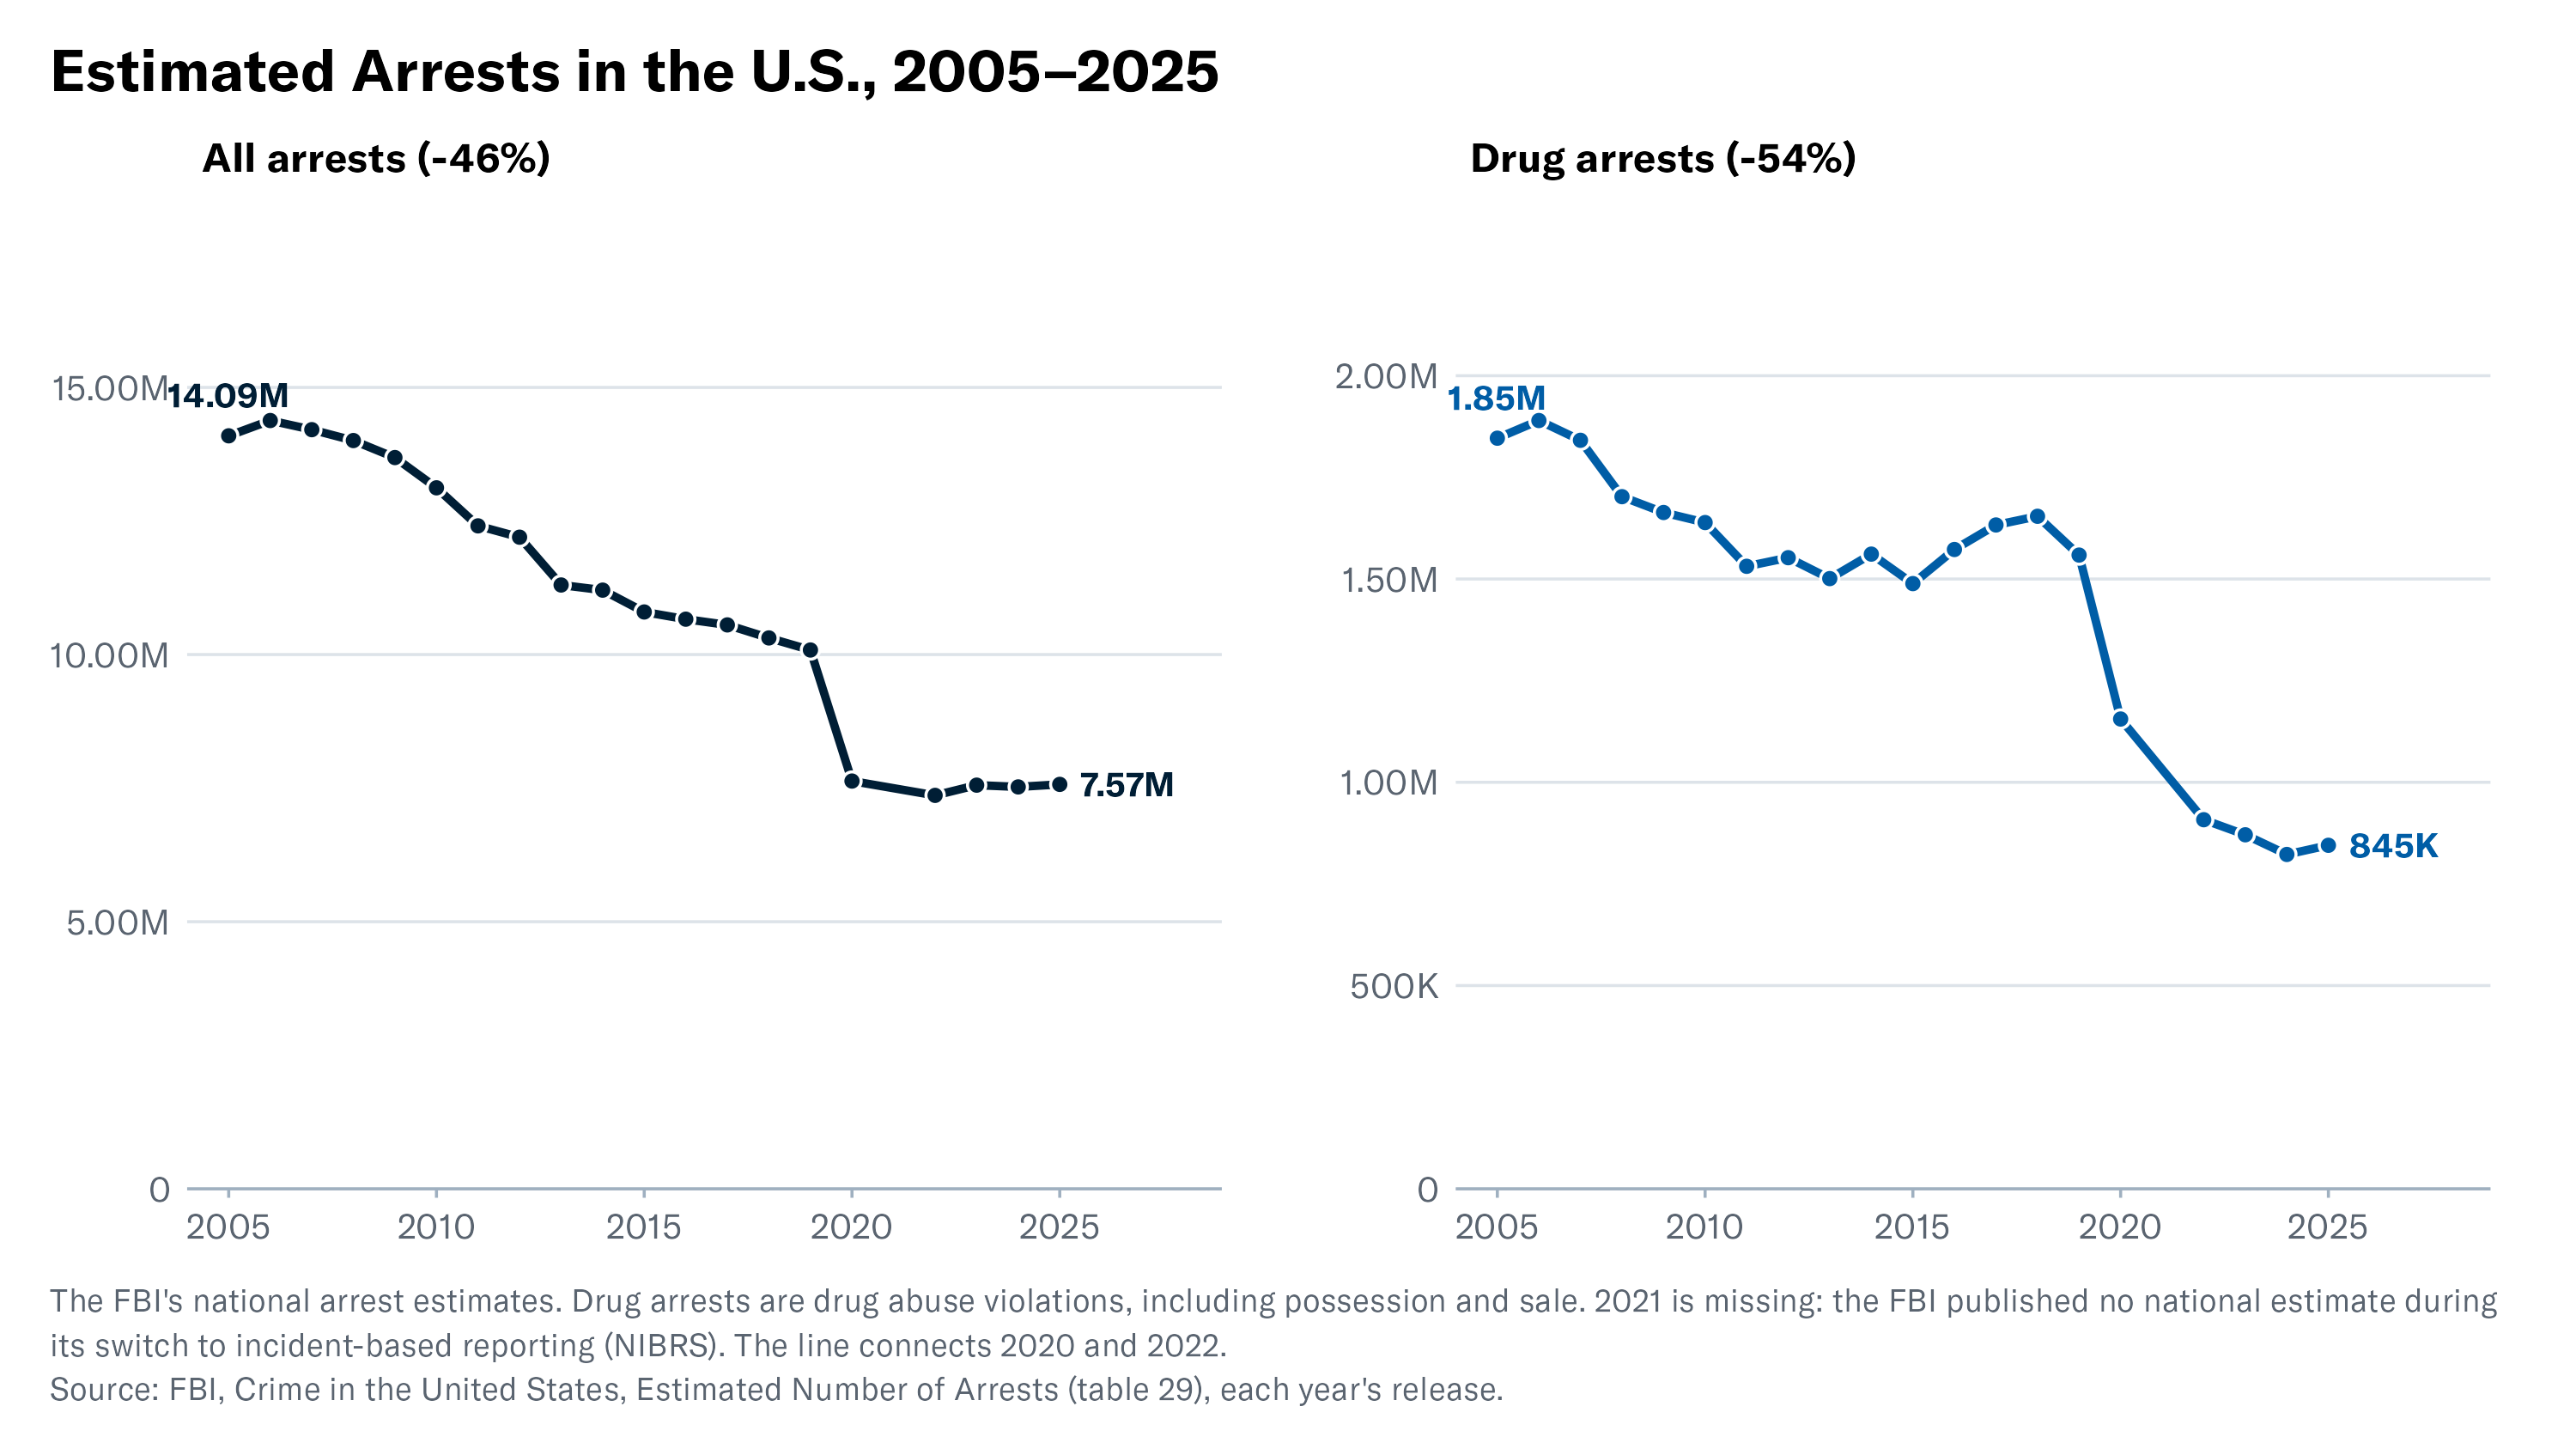 Estimated Arrests in the U.S., 2005–2025
All arrests (-46%)
15.00M
14.09M
10.00M
7.57M
5.00M
0
2005 2010 2015 2020 2025
Drug arrests (-54%)
2.00M
1.85M
1.50M
1.00M
845K
500K
0
2005 2010 2015 2020 2025
The FBI's national arrest estimates. Drug arrests are drug abuse violations, including possession and sale. 2021 is missing: the FBI published no national estimate during
its switch to incident-based reporting (NIBRS). The line connects 2020 and 2022.
Source: FBI, Crime in the United States, Estimated Number of Arrests (table 29), each year's release.